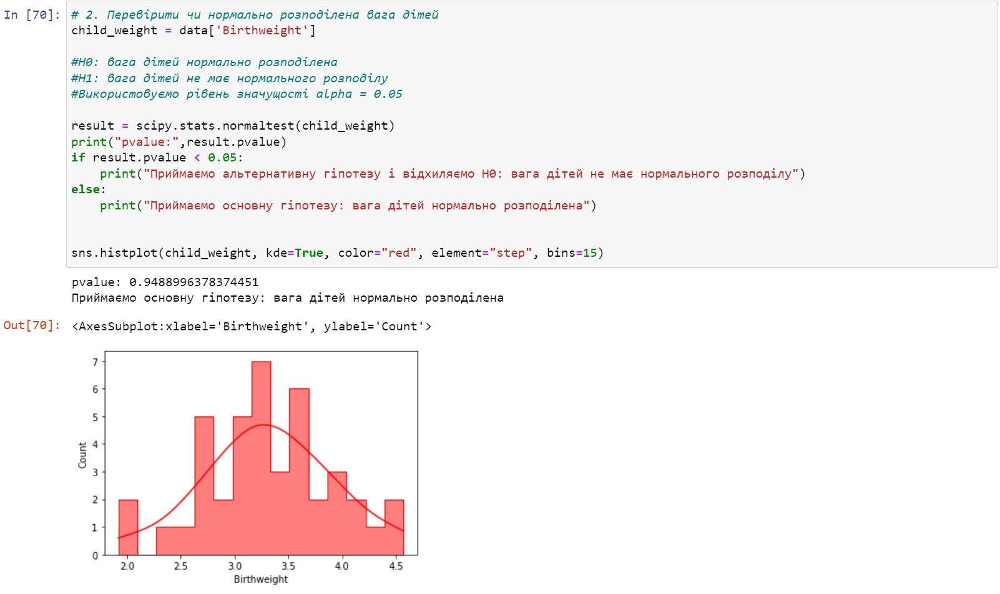 In [70]:
# 2. Перевірити чи нормально розподілена вага дітей
child_weight = data['Birthweight']
#H0: вага дітей нормально розподілена
#H1: вага дітей не має нормального розподілу
#Використовуємо рівень значущості alpha = 0.05
result = scipy.stats.normaltest(child_weight)
print("pvalue:",result.pvalue)
if result.pvalue < 0.05:
    print("Приймаємо альтернативну гіпотезу і відхиляємо H0: вага дітей не має нормального розподілу")
else:
    print("Приймаємо основну гіпотезу: вага дітей нормально розподілена")
sns.histplot(child_weight, kde=True, color="red", element="step", bins=15)
pvalue: 0.9488996378374451
Приймаємо основну гіпотезу: вага дітей нормально розподілена
Out[70]:
<AxesSubplot:xlabel='Birthweight', ylabel='Count'>
7
6
5
4
3
2
1
0
Count
2.0 2.5 3.0 3.5 4.0 4.5
Birthweight